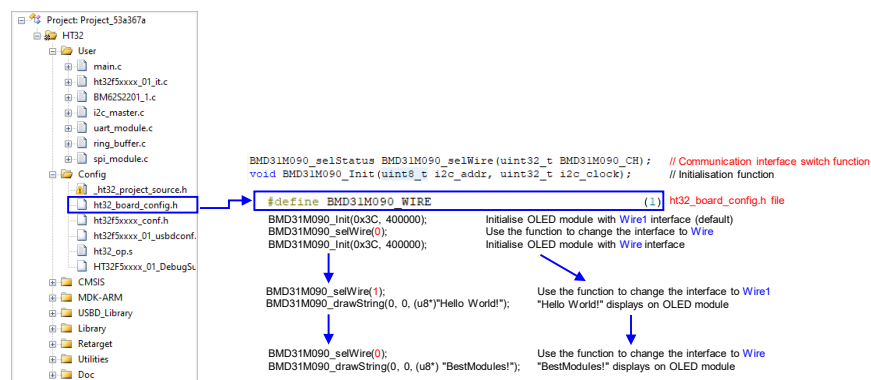 Project: Project_53a367a
HT32
User
main.c
ht32f5xxxx_01_it.c
BM62S2201_1.c
i2c_master.c
uart_module.c
ring_buffer.c
spi_module.c
Config
_ht32_project_source.h
ht32_board_config.h
ht32f5xxxx_conf.h
ht32f5xxxx_01_usbdconf.
ht32_op.s
HT32F5xxxx_01_DebugSu
CMSIS
MDK-ARM
USBD_Library
Library
Retarget
Utilities
Doc
BMD31M090_selStatus BMD31M090_selWire(uint32_t BMD31M090_CH); // Communication interface switch function
void BMD31M090_Init(uint8_t i2c_addr, uint32_t i2c_clock); // Initialisation function
#define BMD31M090_WIRE (1) ht32_board_config.h file
BMD31M090_Init(0x3C, 400000); Initialise OLED module with Wire1 interface (default)
BMD31M090_selWire(0); Use the function to change the interface to Wire
BMD31M090_Init(0x3C, 400000); Initialise OLED module with Wire interface
BMD31M090_selWire(1); Use the function to change the interface to Wire1
BMD31M090_drawString(0, 0, (u8*)"Hello World!"); "Hello World!" displays on OLED module
BMD31M090_selWire(0); Use the function to change the interface to Wire
BMD31M090_drawString(0, 0, (u8*) "BestModules!"); "BestModules!" displays on OLED module